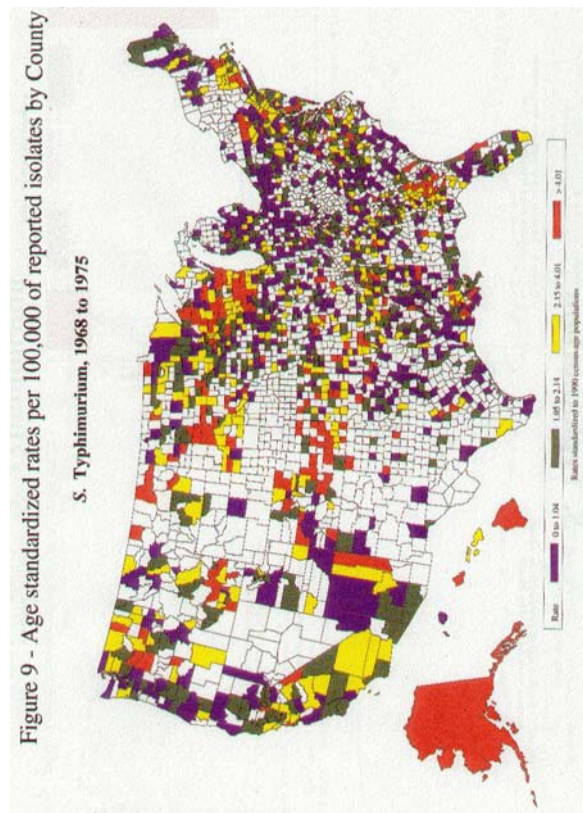 Figure 9 - Age standardized rates per 100,000 of reported isolates by County
S. Typhimurium, 1968 to 1975
Rate 0 to 1.04 1.05 to 2.14 2.15 to 4.01 > 4.01
Rates standardized to 1990 census age populations